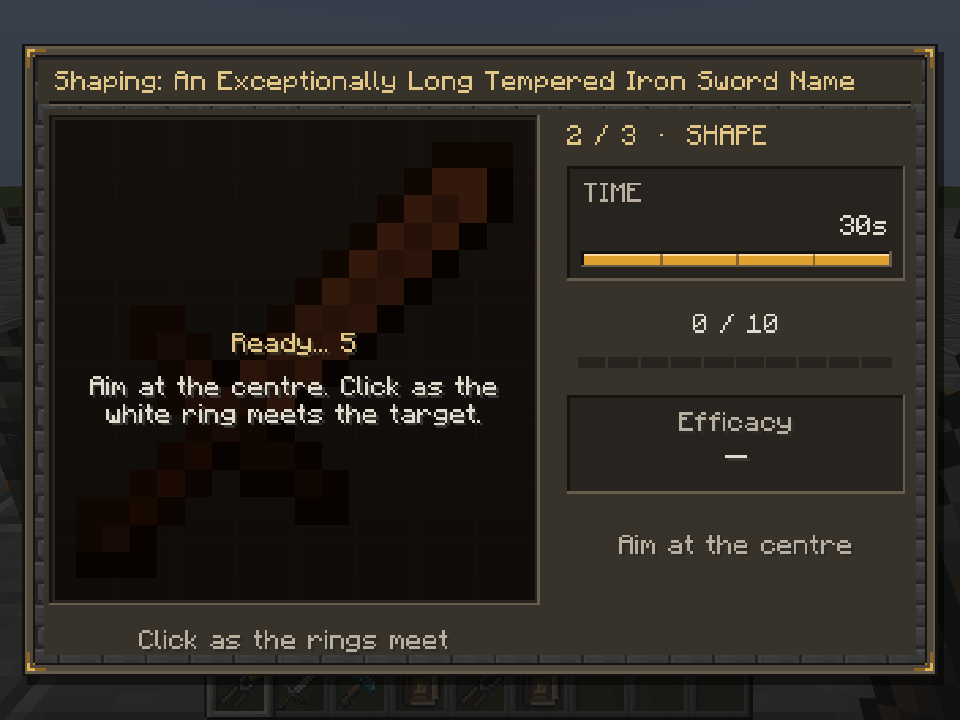 Shaping: An Exceptionally Long Tempered Iron Sword Name
2 / 3 · SHAPE
TIME
30s
0 / 10
Ready... 5
Aim at the centre. Click as the
white ring meets the target.
Efficacy
—
Aim at the centre
Click as the rings meet